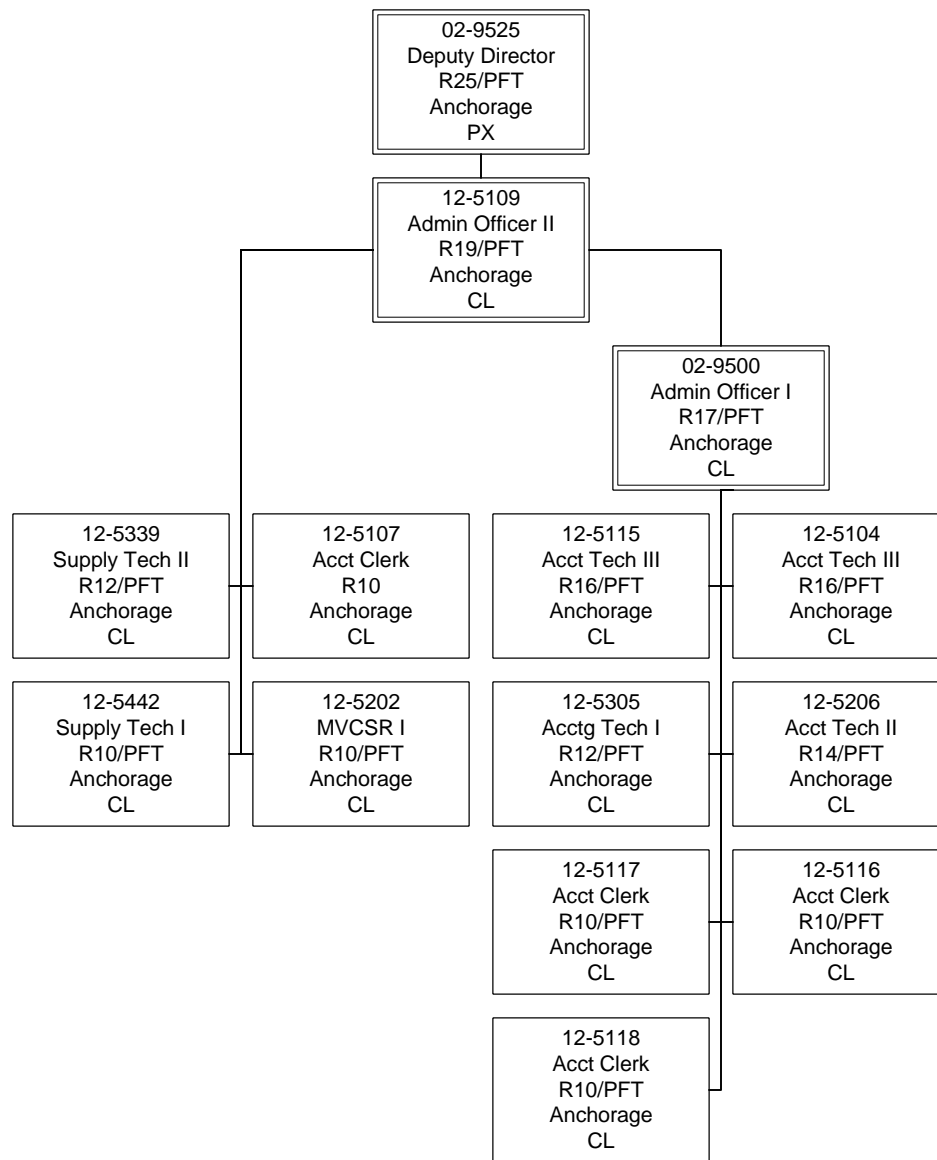 02-9525
Deputy Director
R25/PFT
Anchorage
PX
12-5109
Admin Officer II
R19/PFT
Anchorage
CL
02-9500
Admin Officer I
R17/PFT
Anchorage
CL
12-5339
Supply Tech II
R12/PFT
Anchorage
CL
12-5107
Acct Clerk
R10
Anchorage
CL
12-5115
Acct Tech III
R16/PFT
Anchorage
CL
12-5104
Acct Tech III
R16/PFT
Anchorage
CL
12-5442
Supply Tech I
R10/PFT
Anchorage
CL
12-5202
MVCSR I
R10/PFT
Anchorage
CL
12-5305
Acctg Tech I
R12/PFT
Anchorage
CL
12-5206
Acct Tech II
R14/PFT
Anchorage
CL
12-5117
Acct Clerk
R10/PFT
Anchorage
CL
12-5116
Acct Clerk
R10/PFT
Anchorage
CL
12-5118
Acct Clerk
R10/PFT
Anchorage
CL